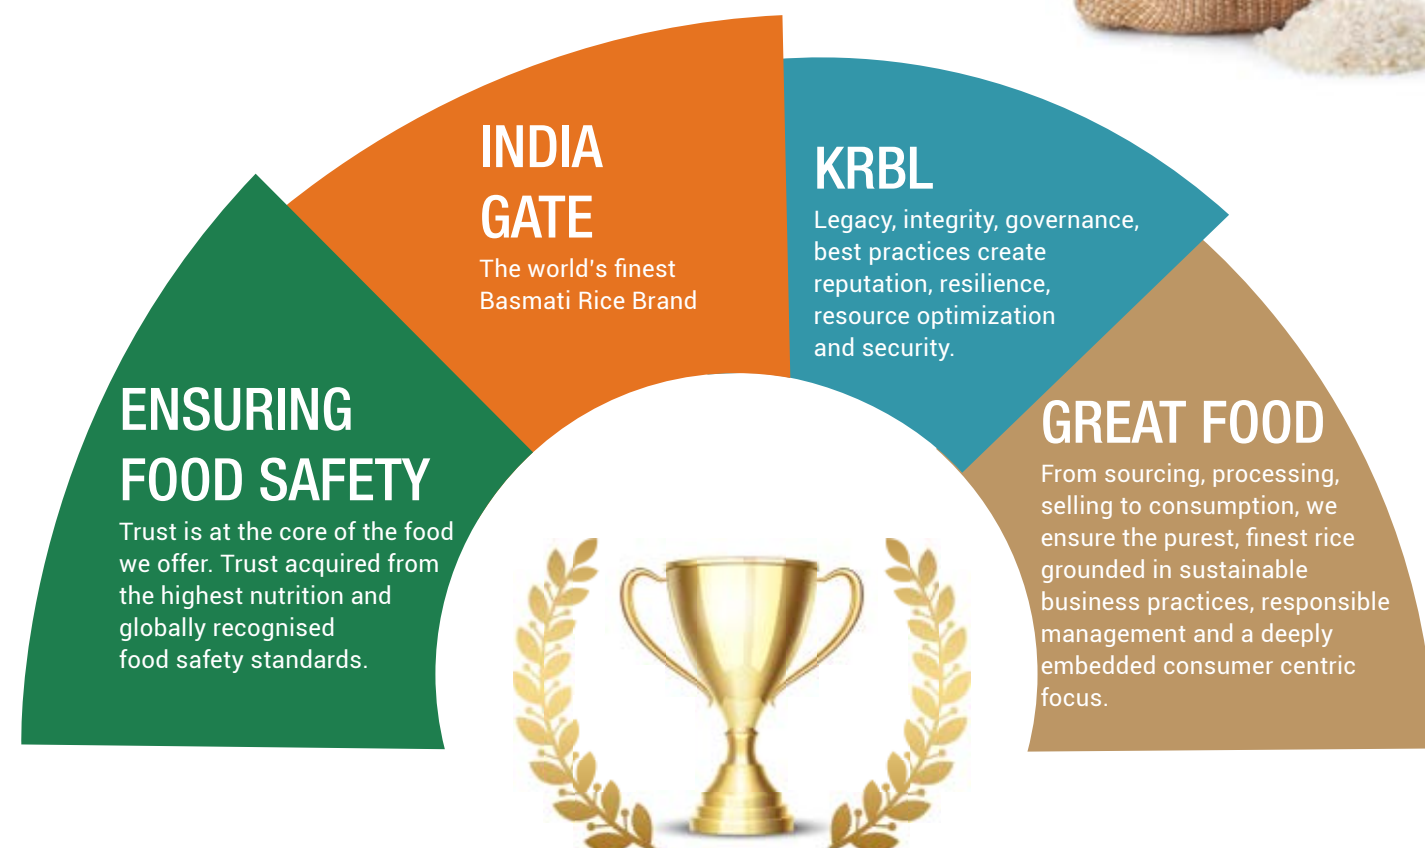 ENSURING
FOOD SAFETY
Trust is at the core of the food
we offer. Trust acquired from
the highest nutrition and
globally recognised
food safety standards.
INDIA
GATE
The world's finest
Basmati Rice Brand
KRBL
Legacy, integrity, governance,
best practices create
reputation, resilience,
resource optimization
and security.
GREAT FOOD
From sourcing, processing,
selling to consumption, we
ensure the purest, finest rice
grounded in sustainable
business practices, responsible
management and a deeply
embedded consumer centric
focus.